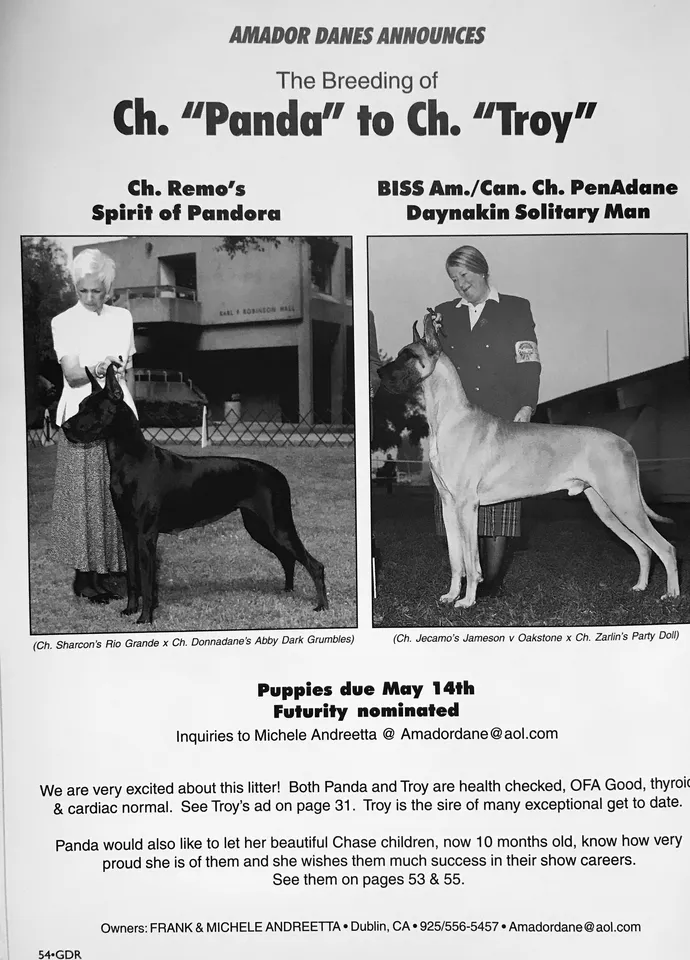 AMADOR DANES ANNOUNCES
The Breeding of
Ch. "Panda" to Ch. "Troy"
Ch. Remo's
Spirit of Pandora
BISS Am./Can. Ch. PenAdane
Daynakin Solitary Man
EARL F ROBINSON HALL
(Ch. Sharcon's Rio Grande x Ch. Donnadane's Abby Dark Grumbles)
(Ch. Jecamo's Jameson v Oakstone x Ch. Zarlin's Party Doll)
Puppies due May 14th
Futurity nominated
Inquiries to Michele Andreetta @ Amadordane@aol.com
We are very excited about this litter! Both Panda and Troy are health checked, OFA Good, thyroid
& cardiac normal. See Troy's ad on page 31. Troy is the sire of many exceptional get to date.
Panda would also like to let her beautiful Chase children, now 10 months old, know how very
proud she is of them and she wishes them much success in their show careers.
See them on pages 53 & 55.
Owners: FRANK & MICHELE ANDREETTA • Dublin, CA • 925/556-5457 • Amadordane@aol.com
54•GDR